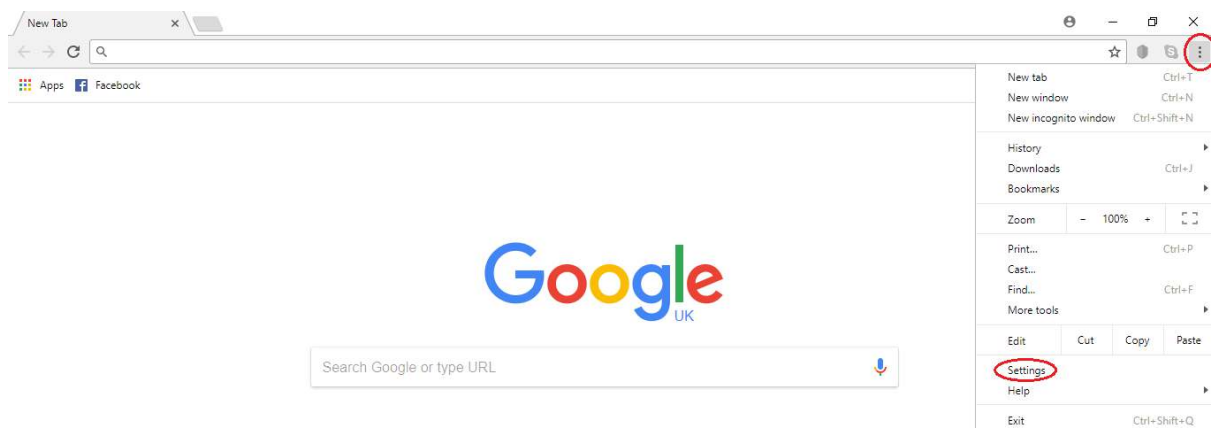 New Tab
Apps Facebook
New tab Ctrl+T
New window Ctrl+N
New incognito window Ctrl+Shift+N
History
Downloads Ctrl+J
Bookmarks
Zoom - 100% +
Print... Ctrl+P
Cast...
Find... Ctrl+F
More tools
Edit Cut Copy Paste
Settings
Help
Exit Ctrl+Shift+Q
Google
UK
Search Google or type URL